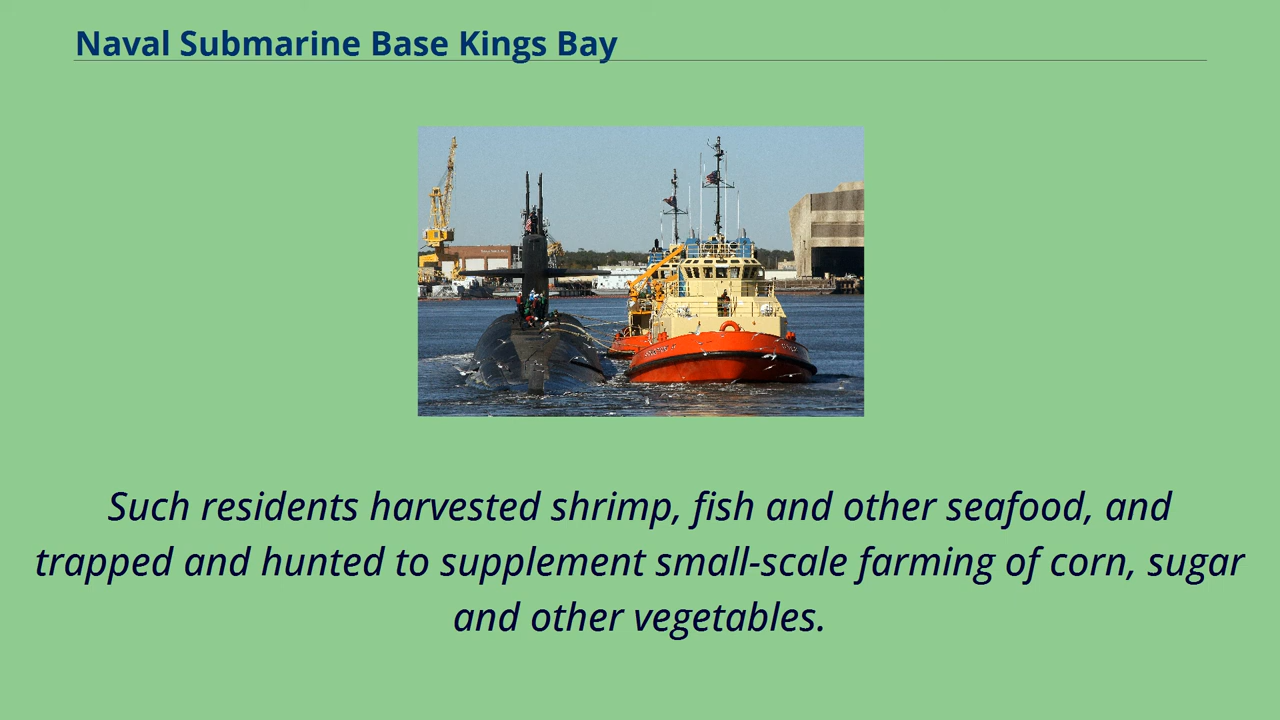 Naval Submarine Base Kings Bay
Such residents harvested shrimp, fish and other seafood, and
trapped and hunted to supplement small-scale farming of corn, sugar
and other vegetables.